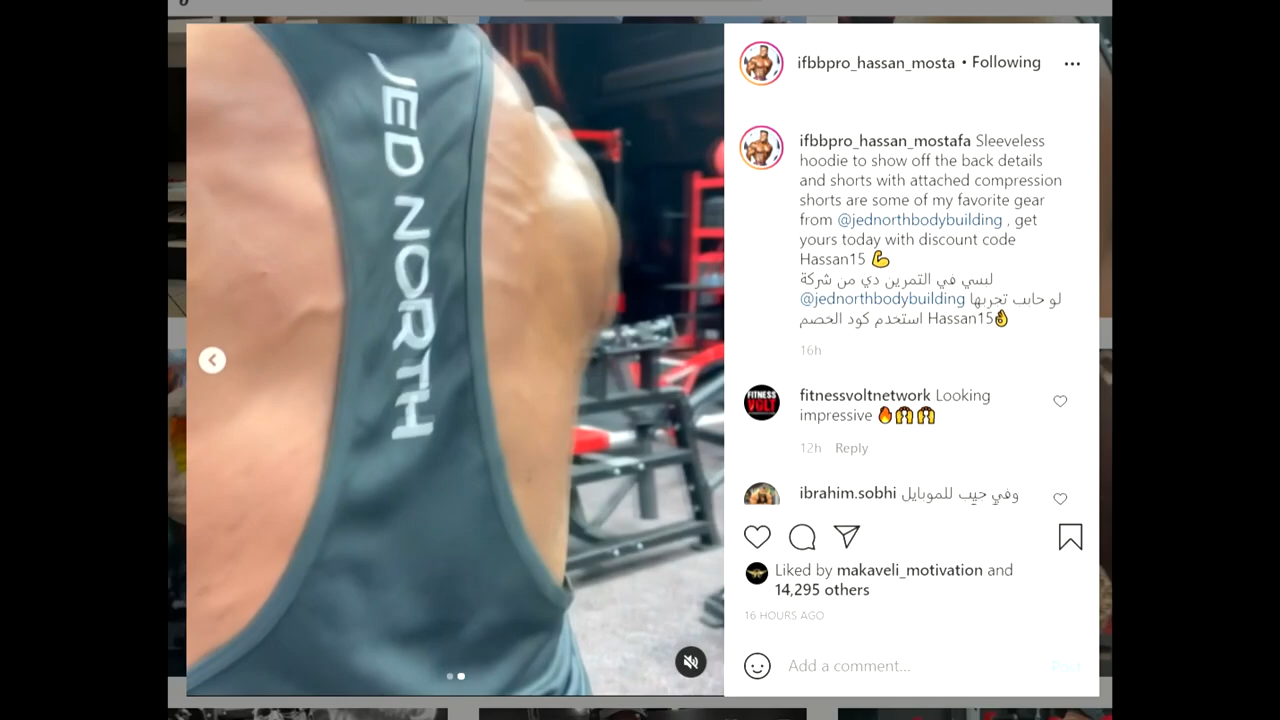 JED NORTH
ifbbpro_hassan_mosta • Following
ifbbpro_hassan_mostafa Sleeveless
hoodie to show off the back details
and shorts with attached compression
shorts are some of my favorite gear
from @jednorthbodybuilding , get
yours today with discount code
Hassan15 💪
لبسي في التمرين دي من شركة
@jednorthbodybuilding لو حابب تجربها
استخدم كود الخصم Hassan15👌
16h
FITNESS
VOLT
fitnessvoltnetwork Looking
impressive 🔥🙌🙌
12h Reply
ibrahim.sobhi وفي جيب للموبايل
Liked by makaveli_motivation and
14,295 others
16 HOURS AGO
Add a comment...
Post